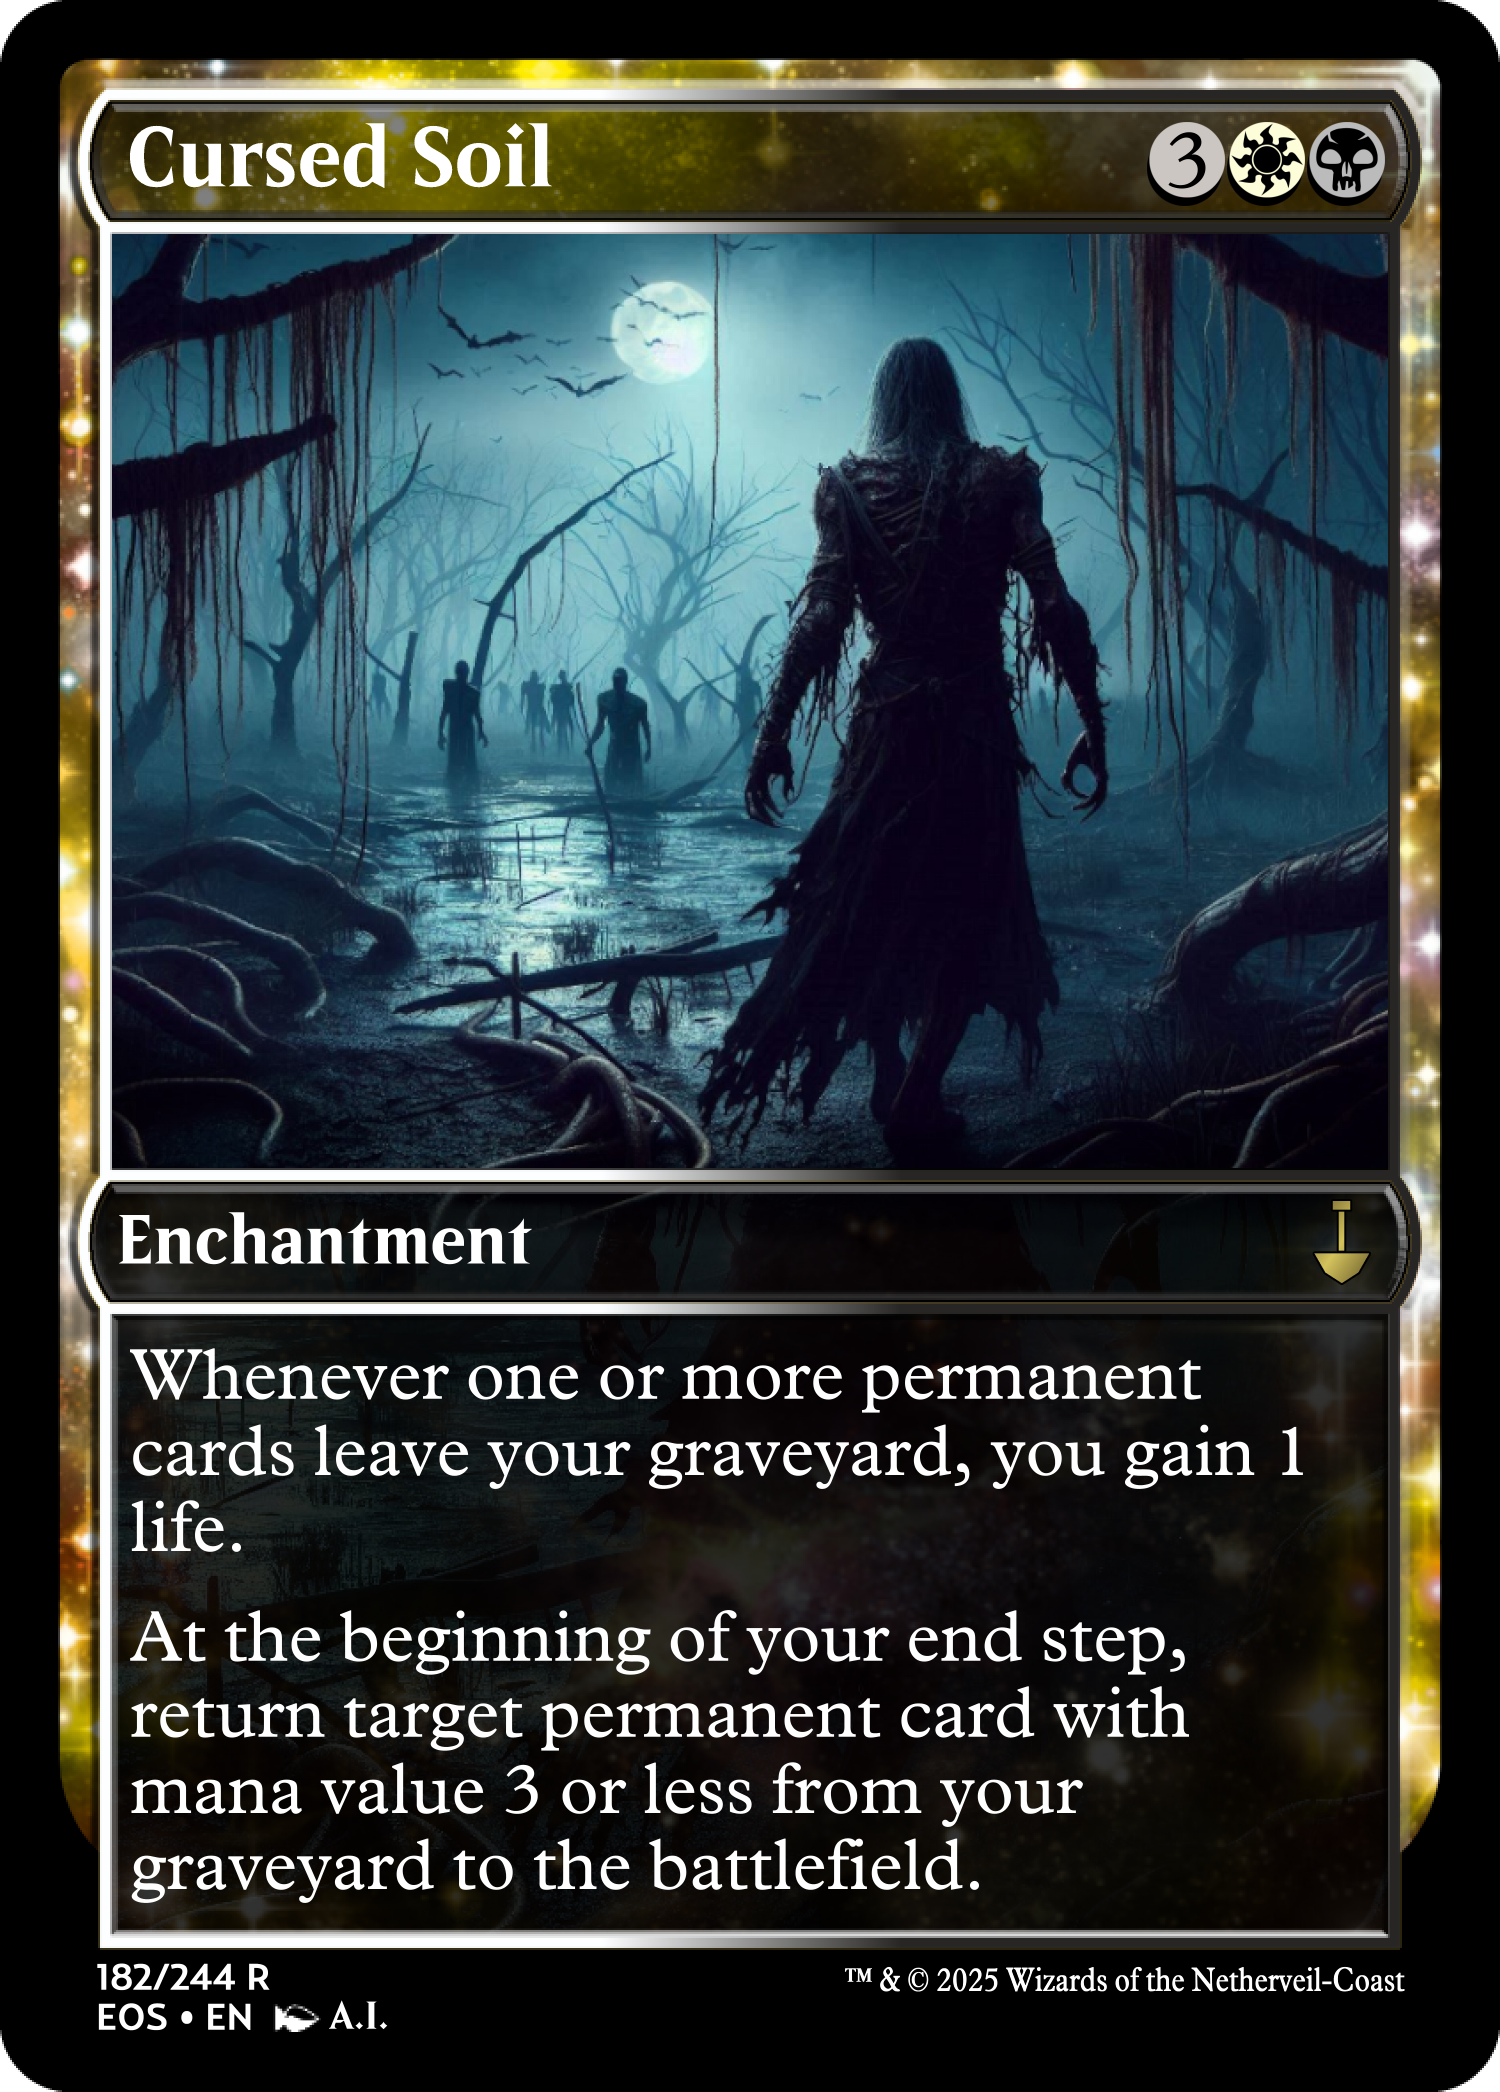 Cursed Soil 3
Enchantment
Whenever one or more permanent
cards leave your graveyard, you gain 1
life.
At the beginning of your end step,
return target permanent card with
mana value 3 or less from your
graveyard to the battlefield.
182/244 R
™ & © 2025 Wizards of the Netherveil-Coast
EOS • EN A.I.